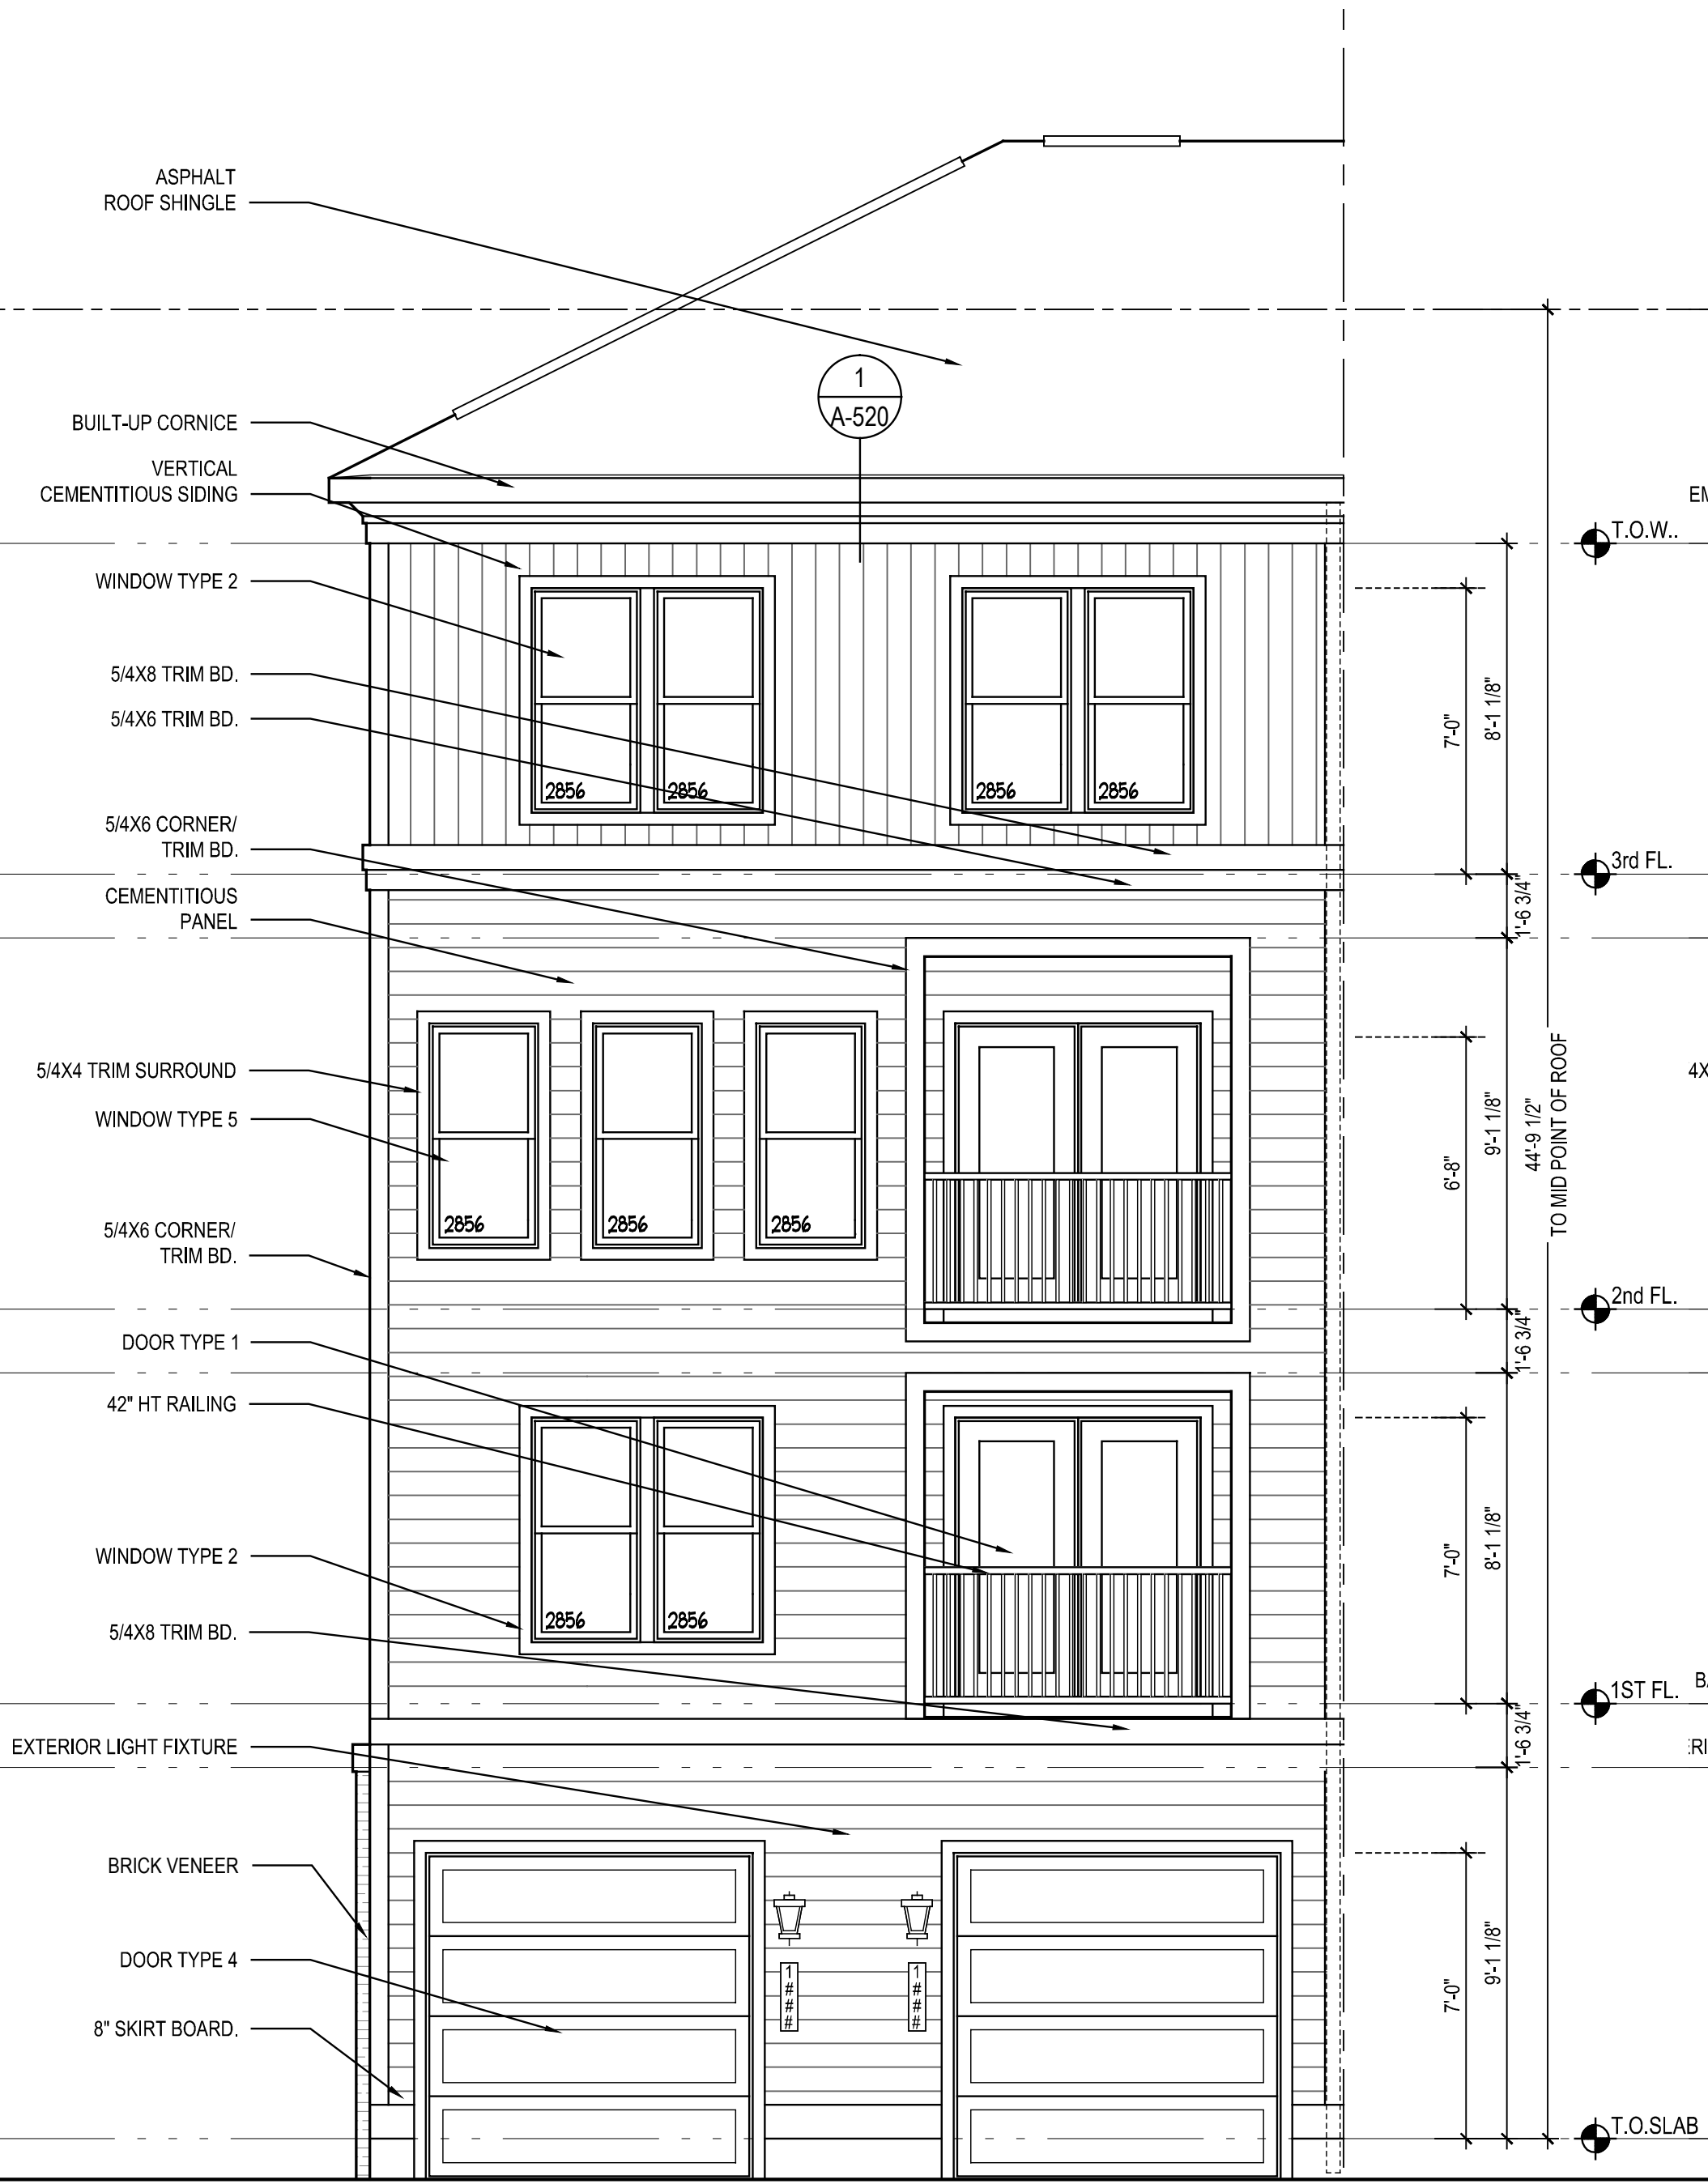 ASPHALT
ROOF SHINGLE
1
A-520
BUILT-UP CORNICE
VERTICAL
CEMENTITIOUS SIDING
WINDOW TYPE 2
5/4X8 TRIM BD.
5/4X6 TRIM BD.
2856
2856
2856
2856
5/4X6 CORNER/
TRIM BD.
CEMENTITIOUS
PANEL
5/4X4 TRIM SURROUND
WINDOW TYPE 5
2856
2856
2856
5/4X6 CORNER/
TRIM BD.
DOOR TYPE 1
42" HT RAILING
WINDOW TYPE 2
2856
2856
5/4X8 TRIM BD.
EXTERIOR LIGHT FIXTURE
BRICK VENEER
DOOR TYPE 4
8" SKIRT BOARD.
1
#
#
#
1
#
#
#
7'-0"
8'-1 1/8"
1'-6 3/4"
6'-8"
9'-1 1/8"
44'-9 1/2"
TO MID POINT OF ROOF
1'-6 3/4"
7'-0"
8'-1 1/8"
1'-6 3/4"
7'-0"
9'-1 1/8"
T.O.W..
3rd FL.
2nd FL.
1ST FL.
T.O.SLAB
EM
4X